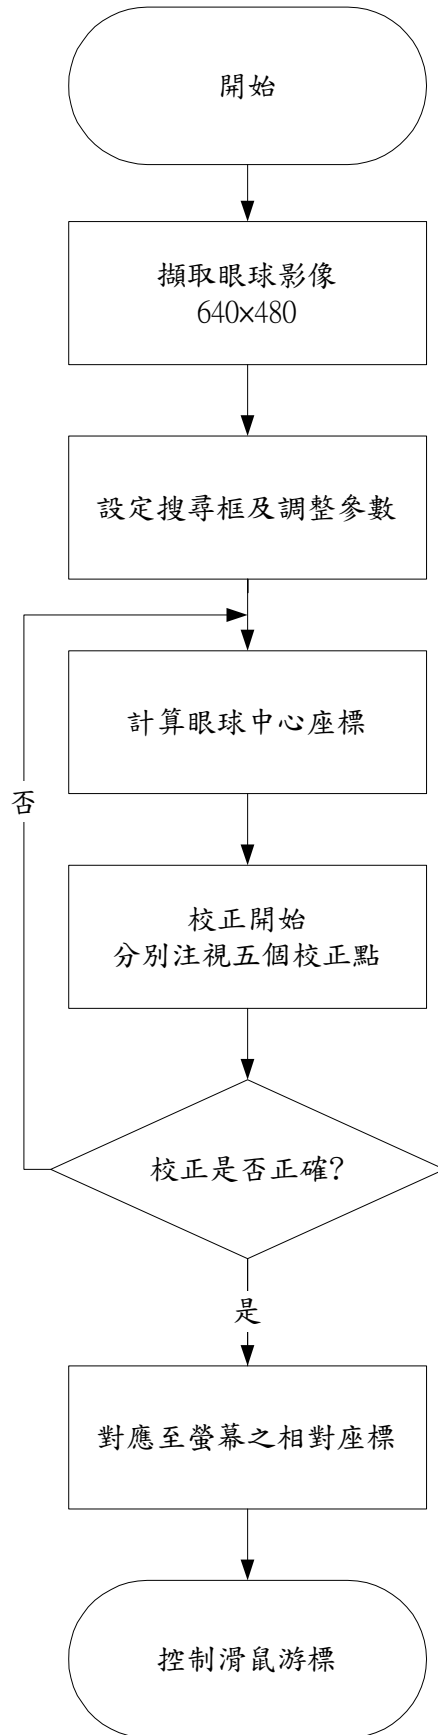 開始
擷取眼球影像
640×480
設定搜尋框及調整參數
計算眼球中心座標
否
校正開始
分別注視五個校正點
校正是否正確?
是
對應至螢幕之相對座標
控制滑鼠游標